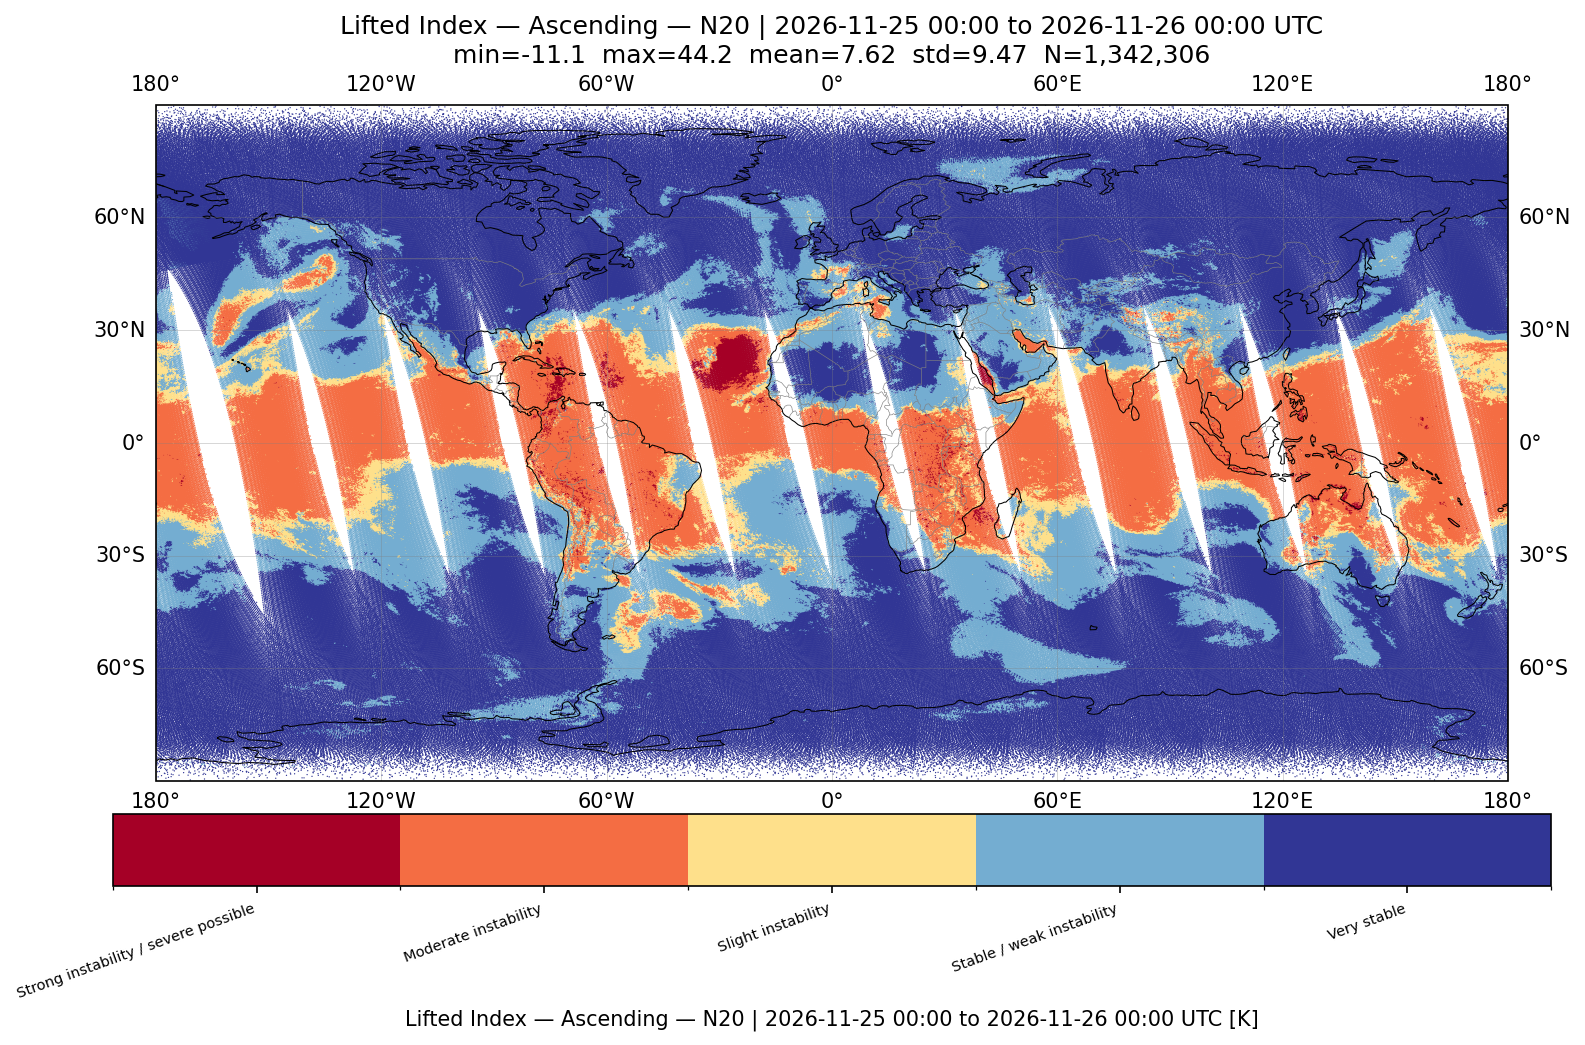 Lifted Index — Ascending — N20 | 2026-11-25 00:00 to 2026-11-26 00:00 UTC
min=-11.1  max=44.2  mean=7.62  std=9.47  N=1,342,306
180° 120°W 60°W 0° 60°E 120°E 180°
60°N 60°N
30°N 30°N
0° 0°
30°S 30°S
60°S 60°S
180° 120°W 60°W 0° 60°E 120°E 180°
Strong instability / severe possible
Moderate instability
Slight instability
Stable / weak instability
Very stable
Lifted Index — Ascending — N20 | 2026-11-25 00:00 to 2026-11-26 00:00 UTC [K]